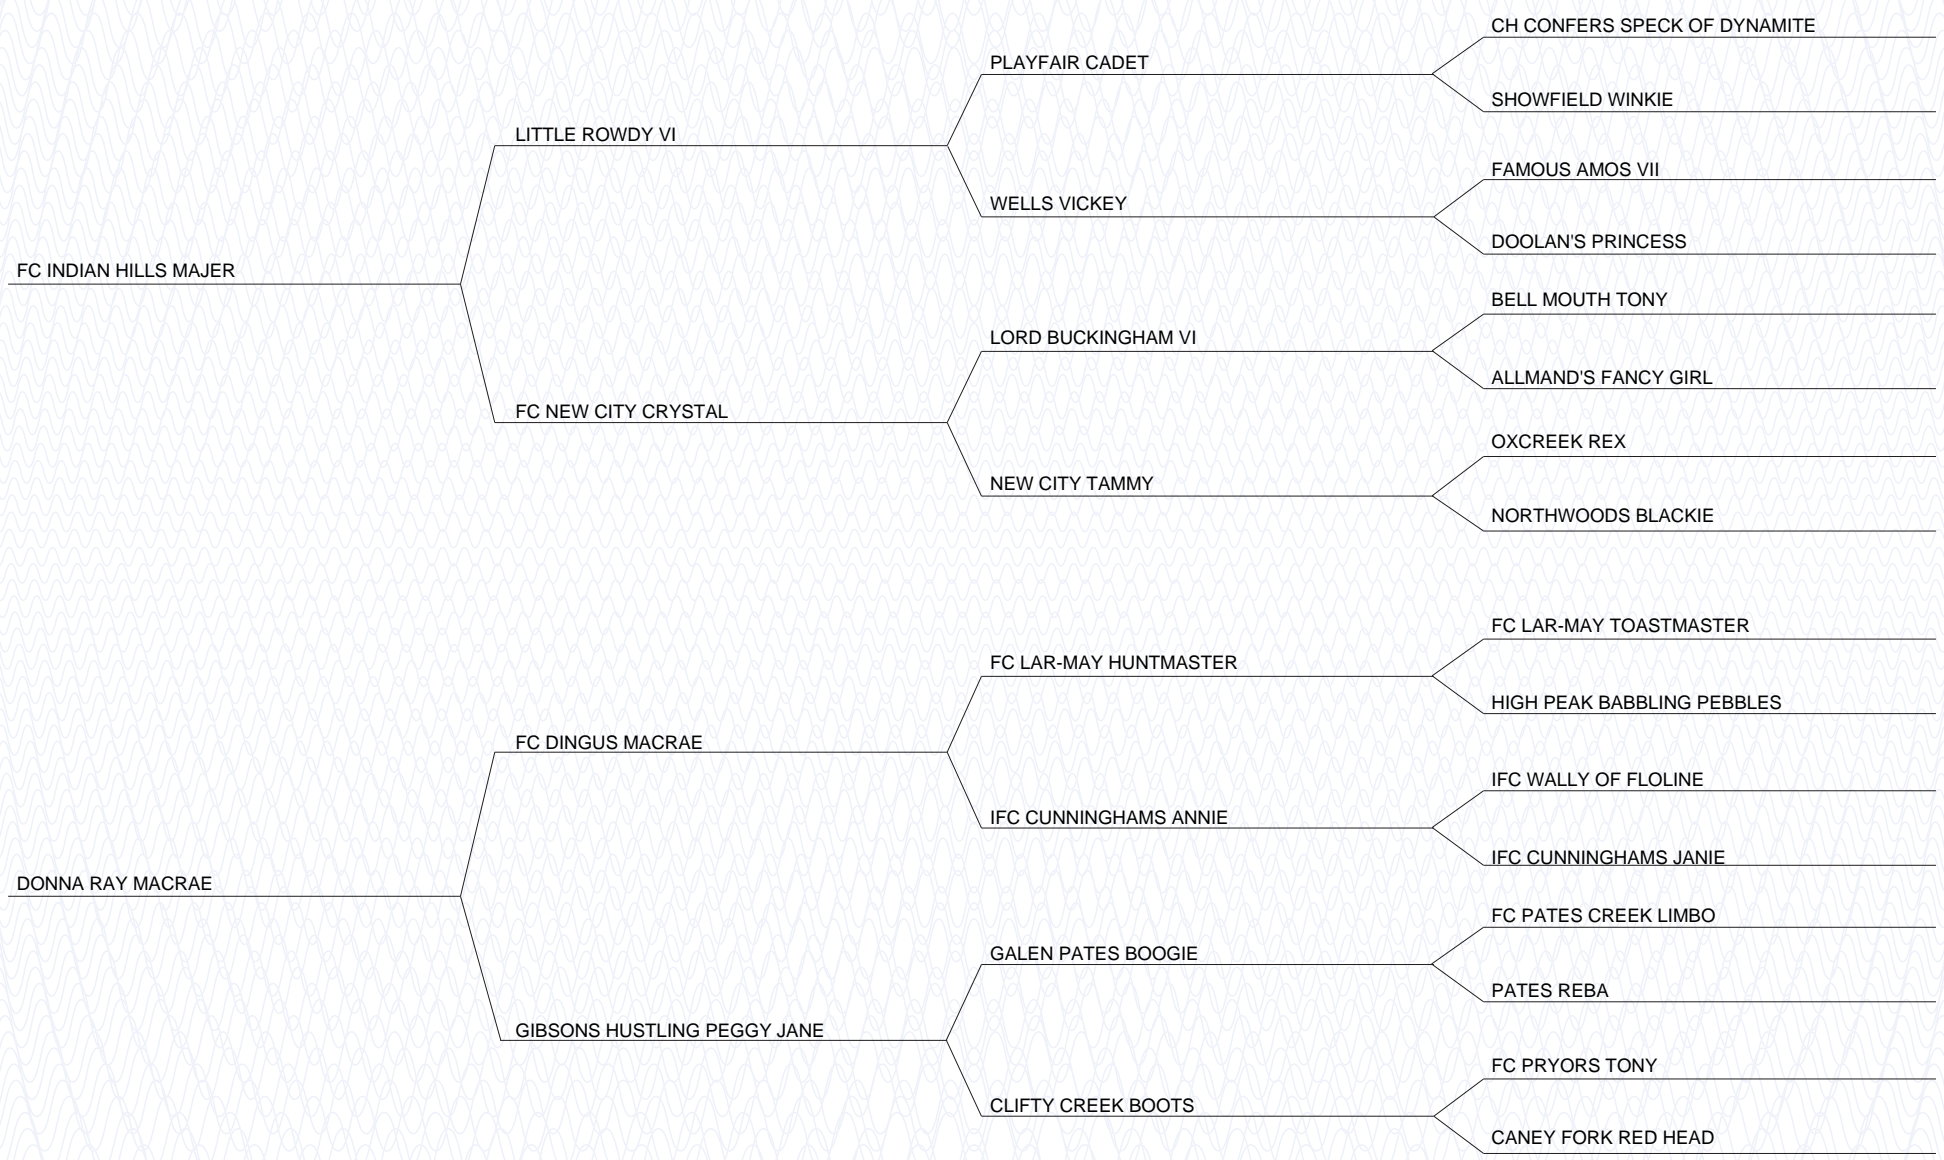 CH CONFERS SPECK OF DYNAMITE
PLAYFAIR CADET
SHOWFIELD WINKIE
LITTLE ROWDY VI
FAMOUS AMOS VII
WELLS VICKEY
DOOLAN'S PRINCESS
FC INDIAN HILLS MAJER
BELL MOUTH TONY
LORD BUCKINGHAM VI
ALLMAND'S FANCY GIRL
FC NEW CITY CRYSTAL
OXCREEK REX
NEW CITY TAMMY
NORTHWOODS BLACKIE
FC LAR-MAY TOASTMASTER
FC LAR-MAY HUNTMASTER
HIGH PEAK BABBLING PEBBLES
FC DINGUS MACRAE
IFC WALLY OF FLOLINE
IFC CUNNINGHAMS ANNIE
IFC CUNNINGHAMS JANIE
DONNA RAY MACRAE
FC PATES CREEK LIMBO
GALEN PATES BOOGIE
PATES REBA
GIBSONS HUSTLING PEGGY JANE
FC PRYORS TONY
CLIFTY CREEK BOOTS
CANEY FORK RED HEAD